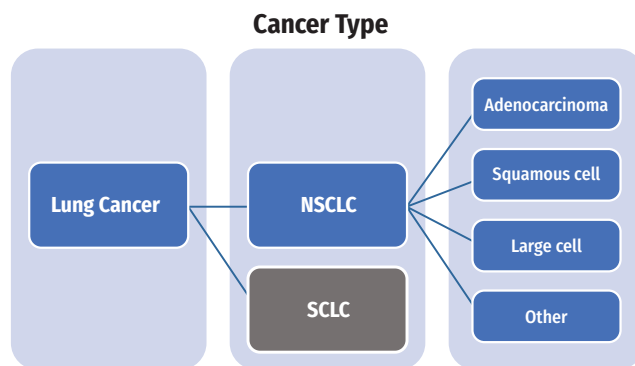 Cancer Type
Lung Cancer
NSCLC
SCLC
Adenocarcinoma
Squamous cell
Large cell
Other